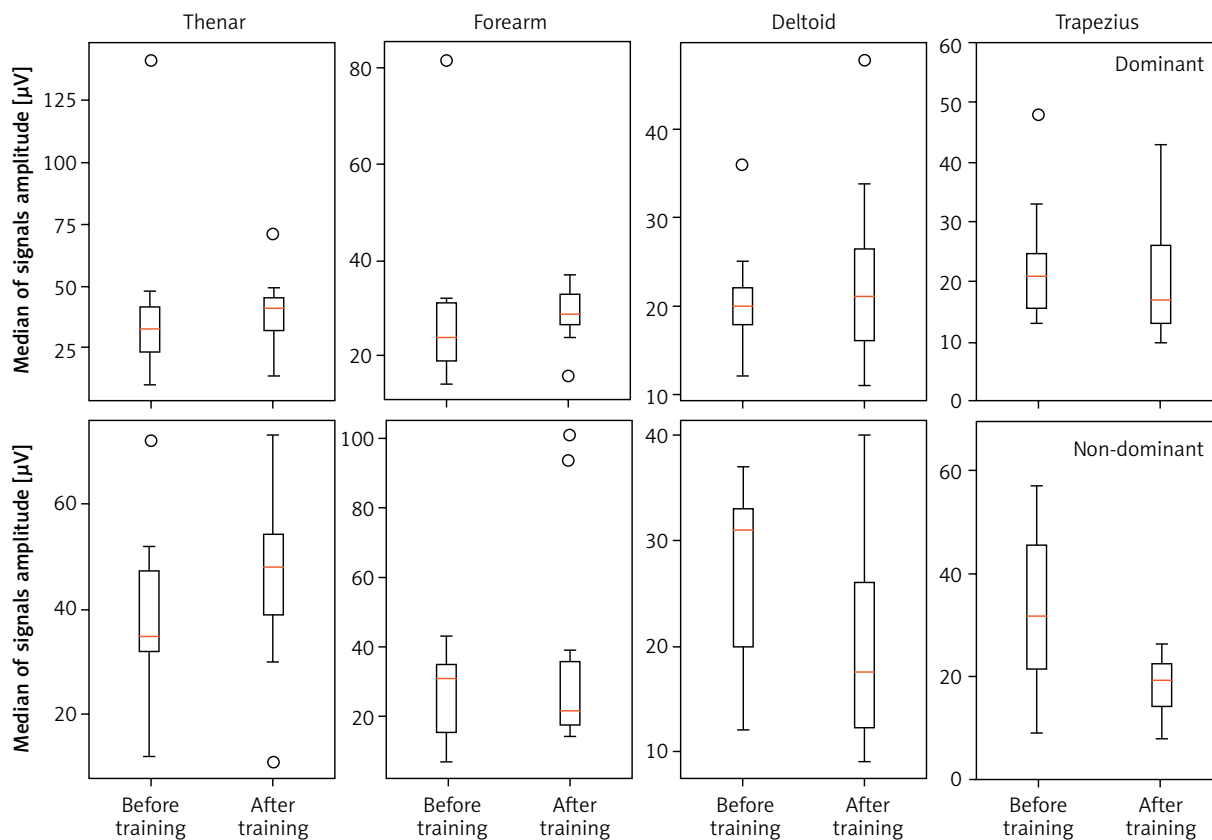 Thenar
Forearm
Deltoid
Trapezius
Median of signals amplitude [µV]
125
100
75
50
25
80
60
40
20
40
30
20
10
60
50
40
30
20
10
0
Dominant
Median of signals amplitude [µV]
60
40
20
100
80
60
40
20
40
30
20
10
60
40
20
0
Non-dominant
Before
training
After
training
Before
training
After
training
Before
training
After
training
Before
training
After
training